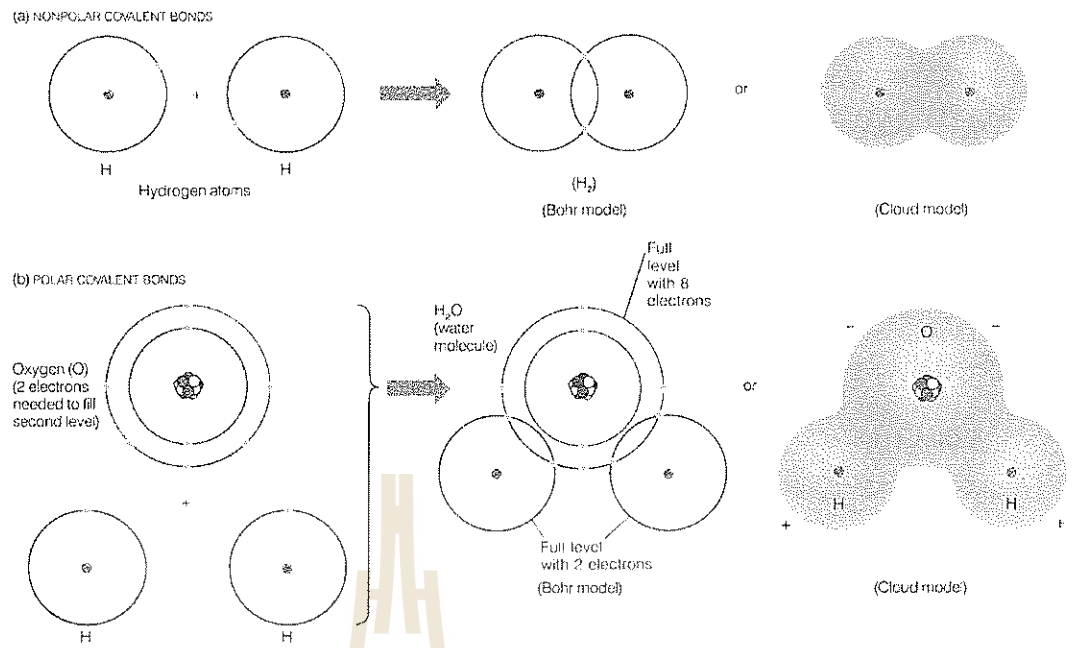 (a) NONPOLAR COVALENT BONDS
+
or
H
H
Hydrogen atoms
(H₂)
(Bohr model)
(Cloud model)
(b) POLAR COVALENT BONDS
Full
level
with 8
electrons
H₂O
(water
molecule)
Oxygen (O)
(2 electrons
needed to fill
second level)
or
-
O
-
+
H
H
+
Full level
with 2 electrons
(Bohr model)
(Cloud model)
H
H